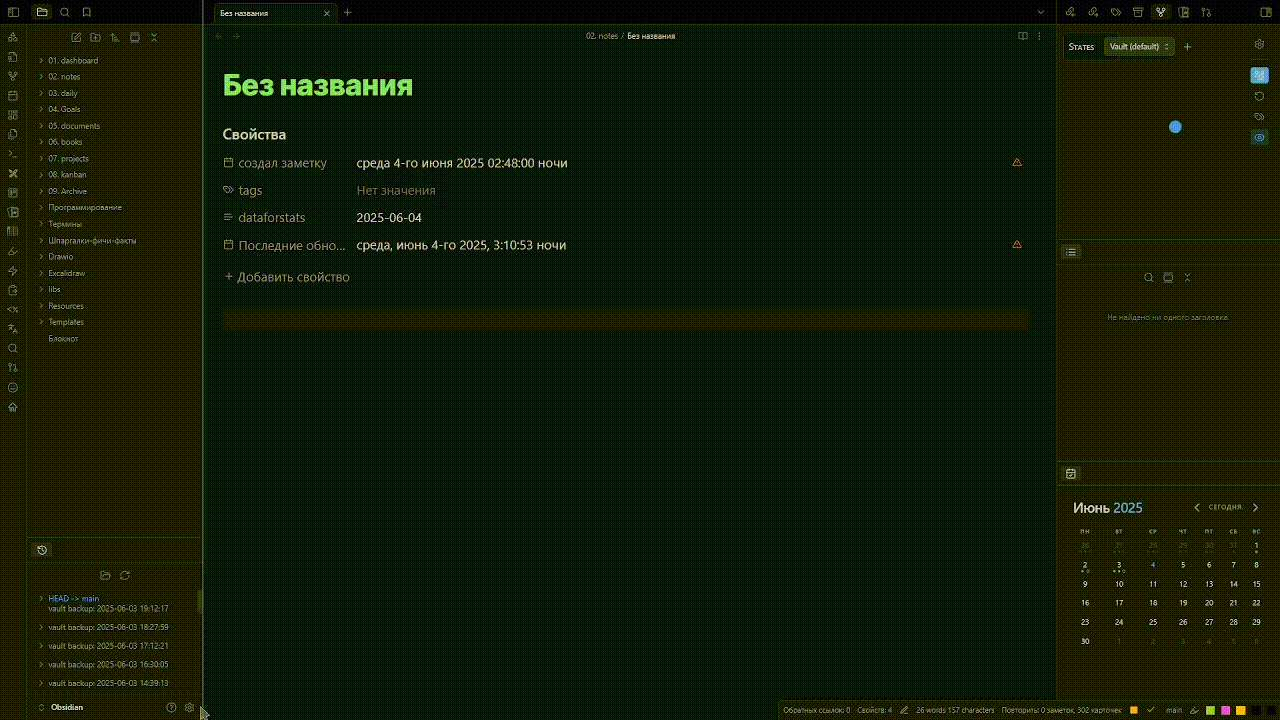 Без названия
02. notes / Без названия
01. dashboard
02. notes
03. daily
04. Goals
05. documents
06. books
07. projects
08. kanban
09. Archive
Программирование
Термины
Шпаргалки-фичи-факты
Drawio
Excalidraw
libs
Resources
Templates
Блокнот
HEAD -> main
vault backup: 2025-06-03 19:12:17
vault backup: 2025-06-03 18:27:59
vault backup: 2025-06-03 17:12:21
vault backup: 2025-06-03 16:30:05
vault backup: 2025-06-03 14:39:13
Obsidian
Без названия
Свойства
создал заметку среда 4-го июня 2025 02:48:00 ночи
tags Нет значения
dataforstats 2025-06-04
Последние обно... среда, июнь 4-го 2025, 3:10:53 ночи
+ Добавить свойство
States Vault (default)
Не найдено ни одного заголовка.
Июнь 2025 СЕГОДНЯ
ПН ВТ СР ЧТ ПТ СБ ВС
26 27 28 29 30 31 1
2 3 4 5 6 7 8
9 10 11 12 13 14 15
16 17 18 19 20 21 22
23 24 25 26 27 28 29
30 1 2 3 4 5 6
Обратных ссылок: 0 Свойств: 4 26 words 157 characters Повторить: 0 заметок, 302 карточек main